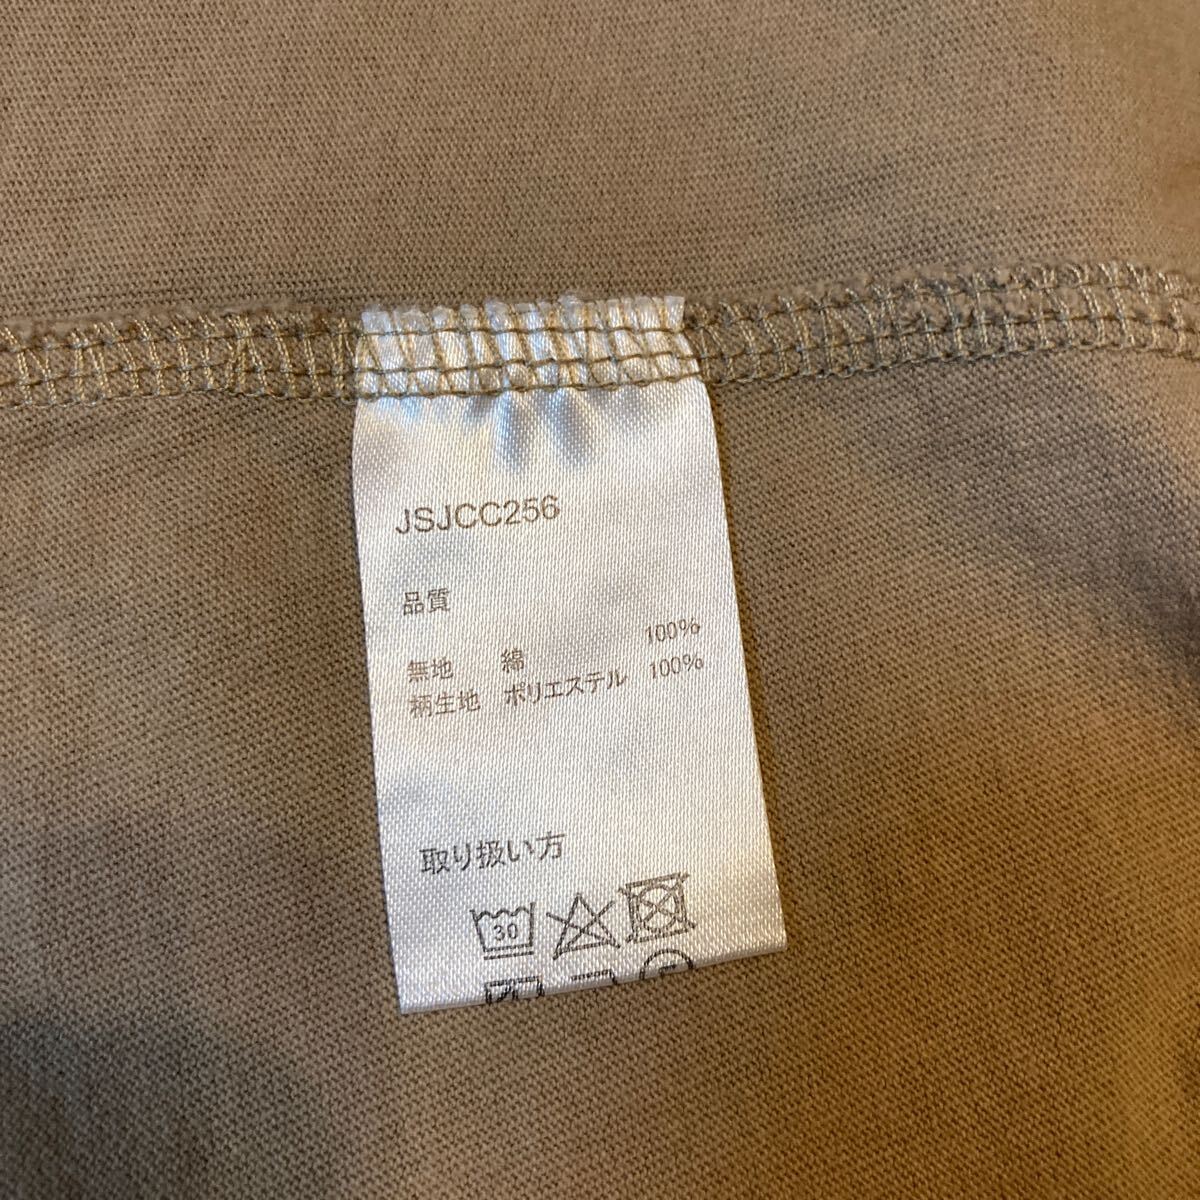 JSJCC256
品質
無地 綿 100%
柄生地 ポリエステル 100%
取り扱い方
30